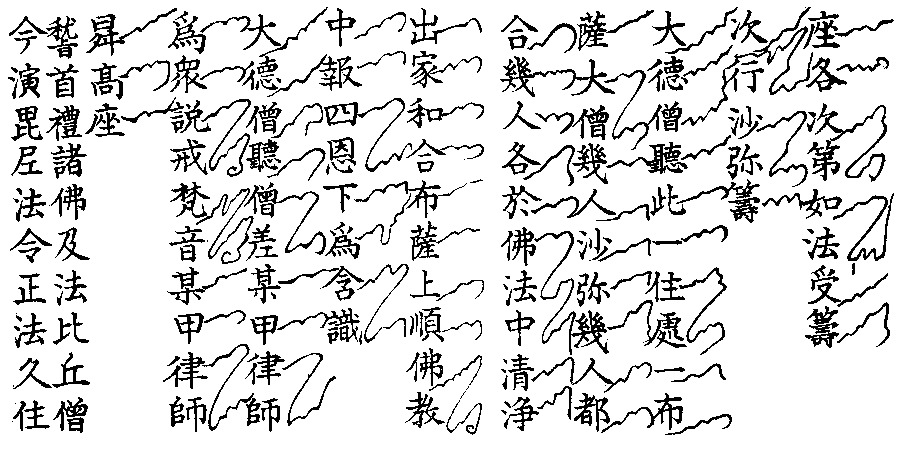 座各次第如法受籌
次行沙弥籌
大德僧聽此一住處一布
薩大僧幾人沙弥幾人都
合幾人各於佛法中清浄
出家和合布薩上順佛教
中報四恩下爲含識
大德僧聽僧差某甲律師
爲衆説戒梵音某甲律師
曻髙座
稽首禮諸佛及法比丘僧
今演毘尼法令正法久住